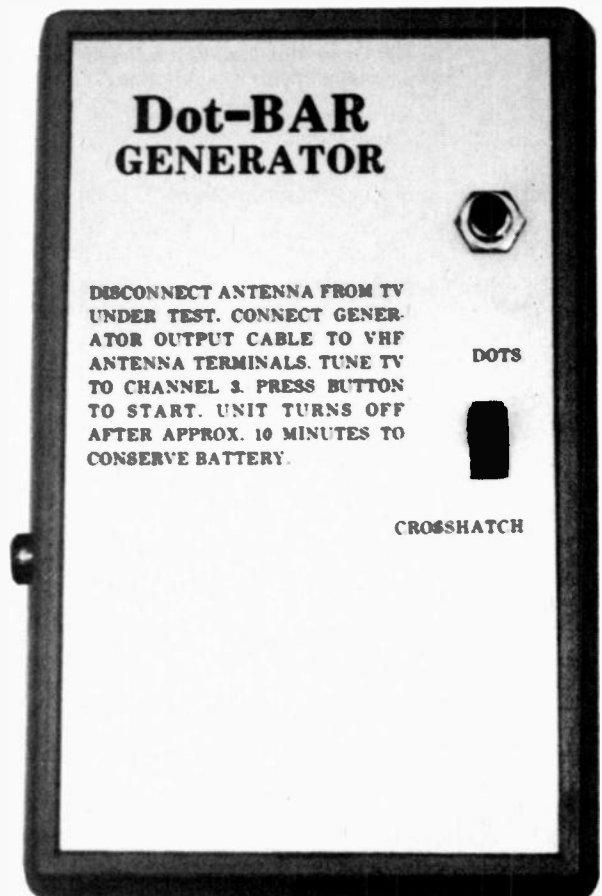 Dot-BAR
GENERATOR
DISCONNECT ANTENNA FROM TV
UNDER TEST. CONNECT GENER-
ATOR OUTPUT CABLE TO VHF
ANTENNA TERMINALS. TUNE TV
TO CHANNEL 3. PRESS BUTTON
TO START. UNIT TURNS OFF
AFTER APPROX. 10 MINUTES TO
CONSERVE BATTERY.
DOTS
CROSSHATCH